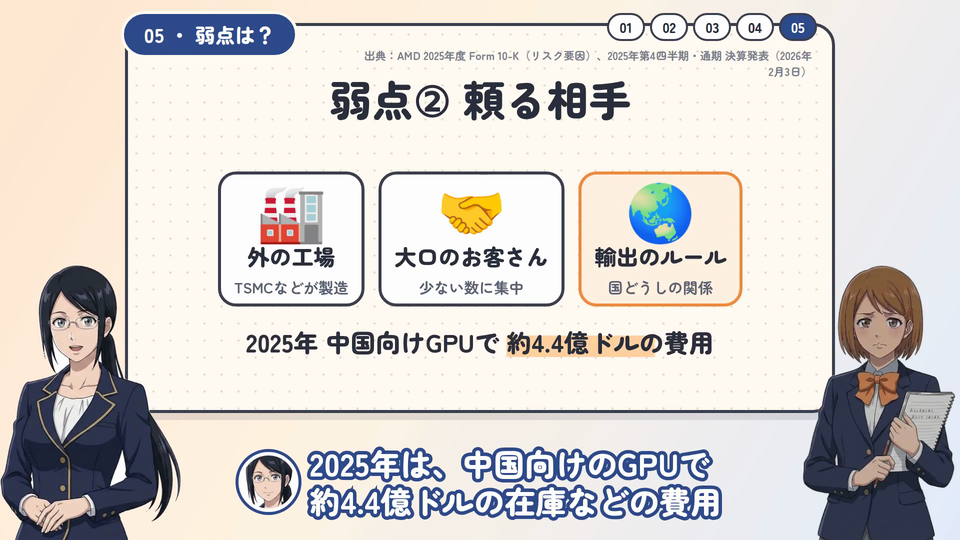 05 ・ 弱点は？
01 02 03 04 05
出典：AMD 2025年度 Form 10-K（リスク要因）、2025年第4四半期・通期 決算発表（2026年
2月3日）
弱点② 頼る相手
外の工場
TSMCなどが製造
大口のお客さん
少ない数に集中
輸出のルール
国どうしの関係
2025年 中国向けGPUで 約4.4億ドルの費用
2025年は、中国向けのGPUで
約4.4億ドルの在庫などの費用